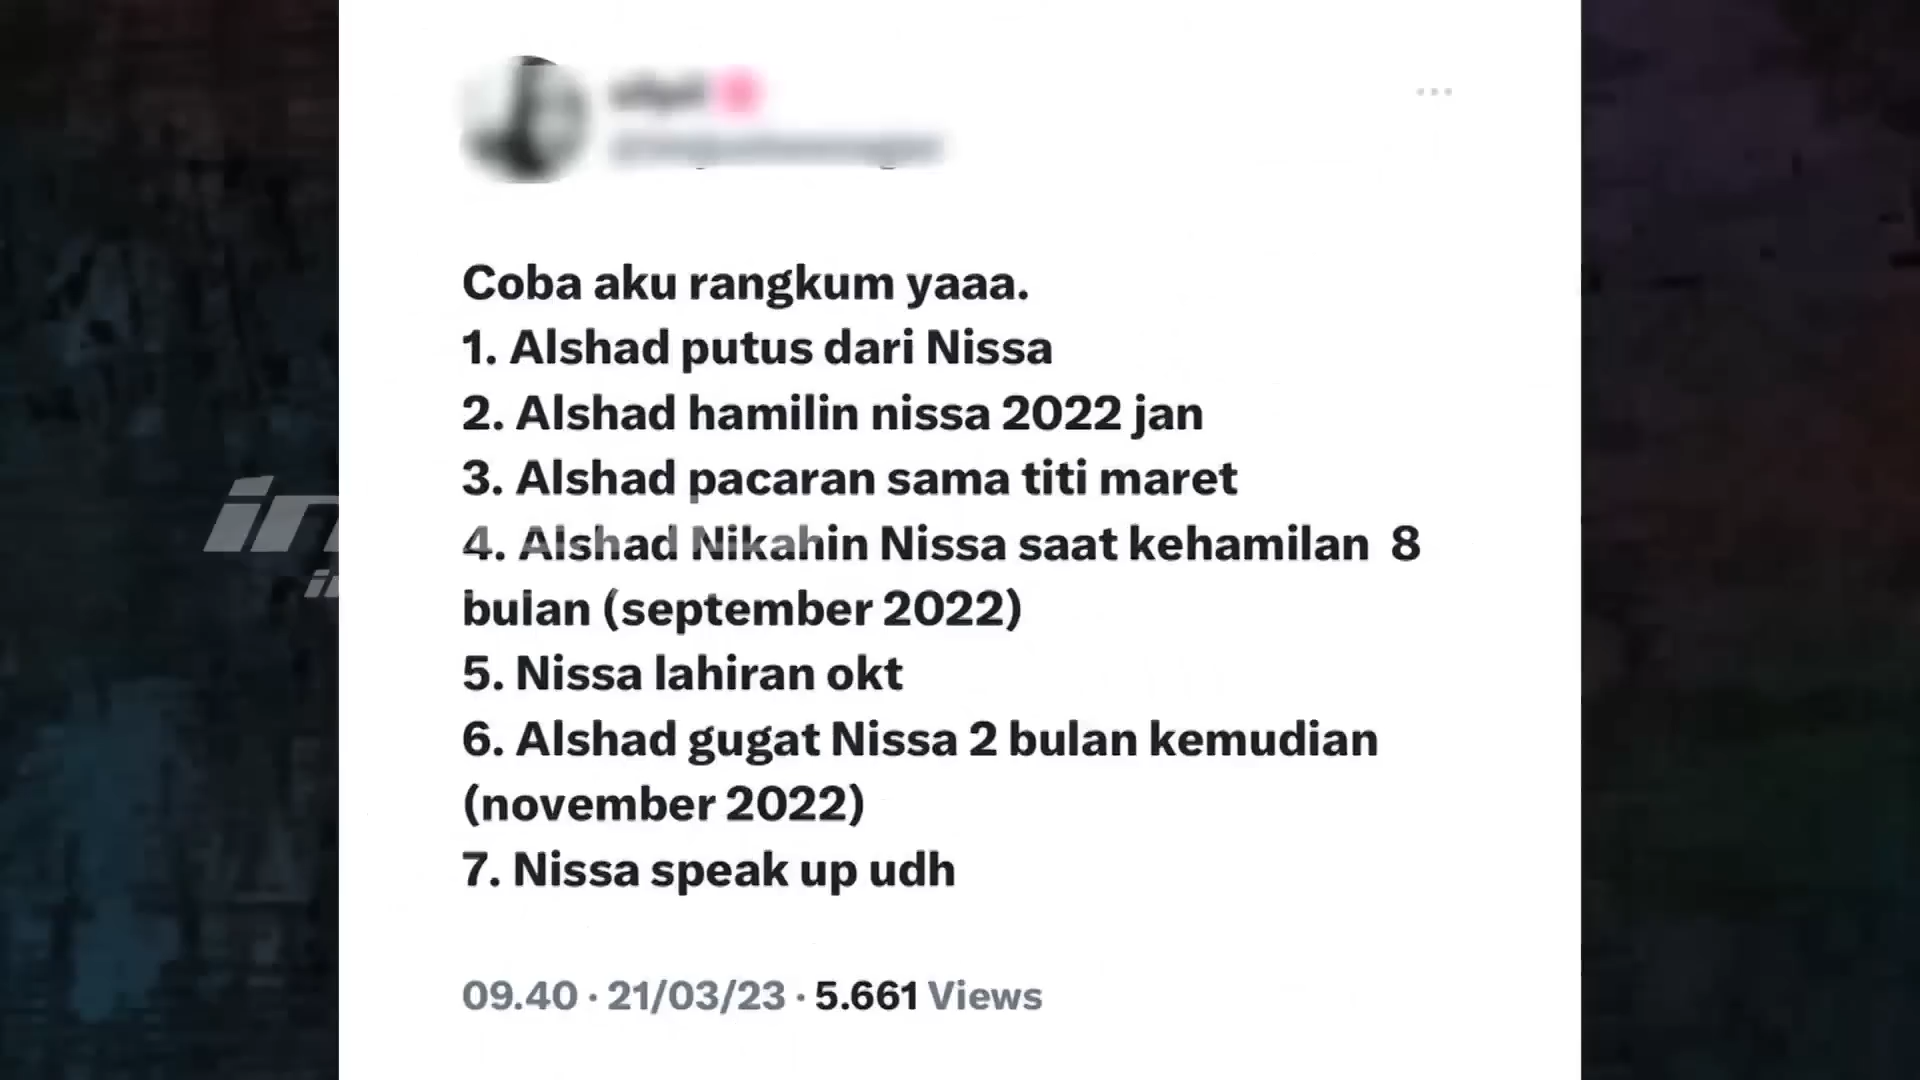 Coba aku rangkum yaaa.
1. Alshad putus dari Nissa
2. Alshad hamilin nissa 2022 jan
3. Alshad pacaran sama titi maret
4. Alshad Nikahin Nissa saat kehamilan 8
bulan (september 2022)
5. Nissa lahiran okt
6. Alshad gugat Nissa 2 bulan kemudian
(november 2022)
7. Nissa speak up udh
09.40 · 21/03/23 · 5.661 Views